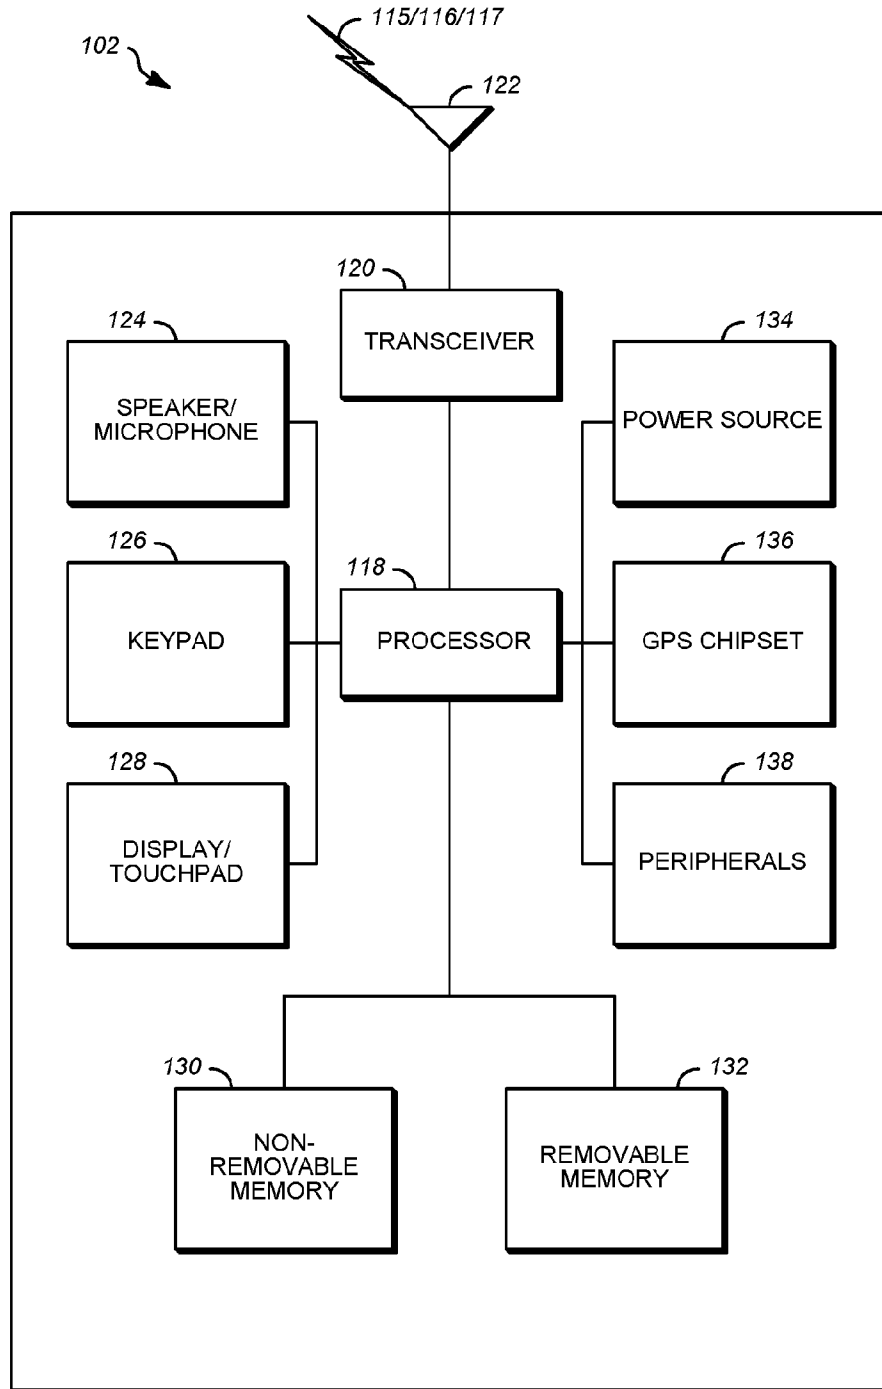 115/116/117
102
122
120
TRANSCEIVER
124
SPEAKER/
MICROPHONE
134
POWER SOURCE
126
KEYPAD
118
PROCESSOR
136
GPS CHIPSET
128
DISPLAY/
TOUCHPAD
138
PERIPHERALS
130
NON-
REMOVABLE
MEMORY
132
REMOVABLE
MEMORY